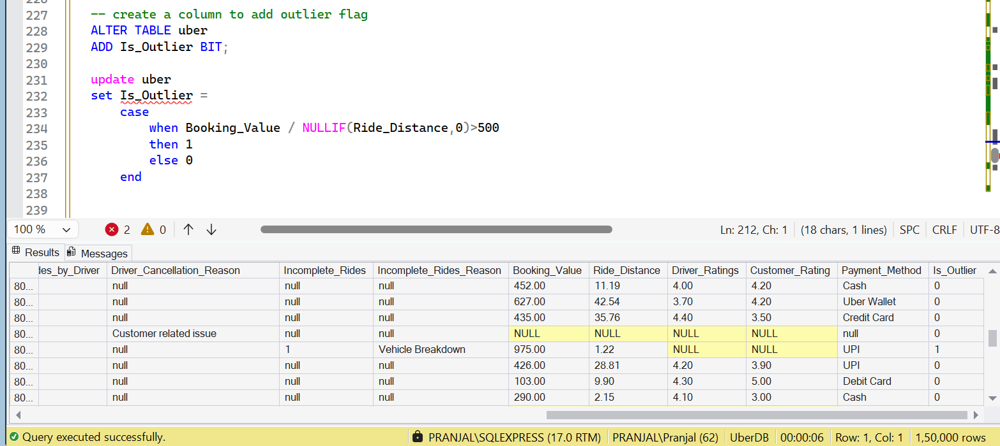 226
227 -- create a column to add outlier flag
228 ALTER TABLE uber
229 ADD Is_Outlier BIT;
230
231 update uber
232 set Is_Outlier =
233 case
234 when Booking_Value / NULLIF(Ride_Distance,0)>500
235 then 1
236 else 0
237 end
238
239
100 % 2 0 Ln: 212, Ch: 1 (18 chars, 1 lines) SPC CRLF UTF-8
Results Messages
les_by_Driver Driver_Cancellation_Reason Incomplete_Rides Incomplete_Rides_Reason Booking_Value Ride_Distance Driver_Ratings Customer_Rating Payment_Method Is_Outlier
80... null null null 452.00 11.19 4.00 4.20 Cash 0
80... null null null 627.00 42.54 3.70 4.20 Uber Wallet 0
80... null null null 435.00 35.76 4.40 3.50 Credit Card 0
80... Customer related issue null null NULL NULL NULL NULL null 0
80... null 1 Vehicle Breakdown 975.00 1.22 NULL NULL UPI 1
80... null null null 426.00 28.81 4.20 3.90 UPI 0
80... null null null 103.00 9.90 4.30 5.00 Debit Card 0
80... null null null 290.00 2.15 4.10 3.00 Cash 0
Query executed successfully. PRANJAL\SQLEXPRESS (17.0 RTM) PRANJAL\Pranjal (62) UberDB 00:00:06 Row: 1, Col: 1 1,50,000 rows